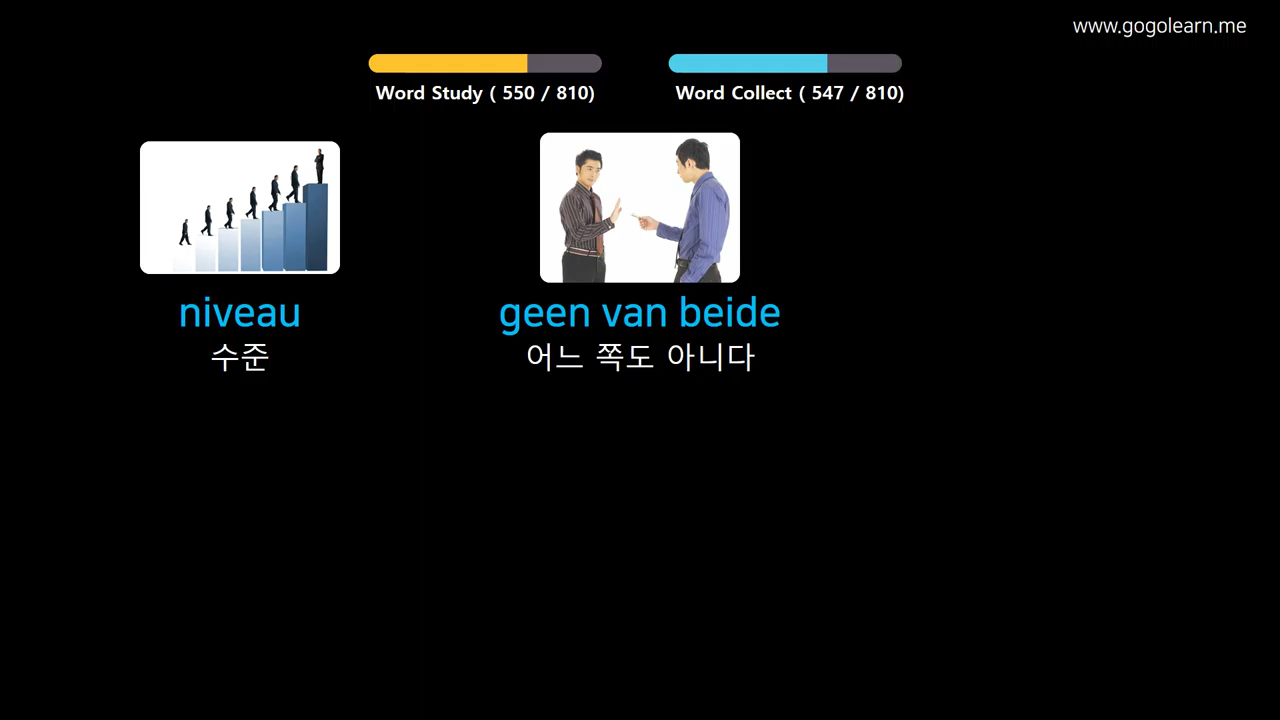 www.gogolearn.me
Word Study ( 550 / 810)
Word Collect ( 547 / 810)
niveau
수준
geen van beide
어느 쪽도 아니다